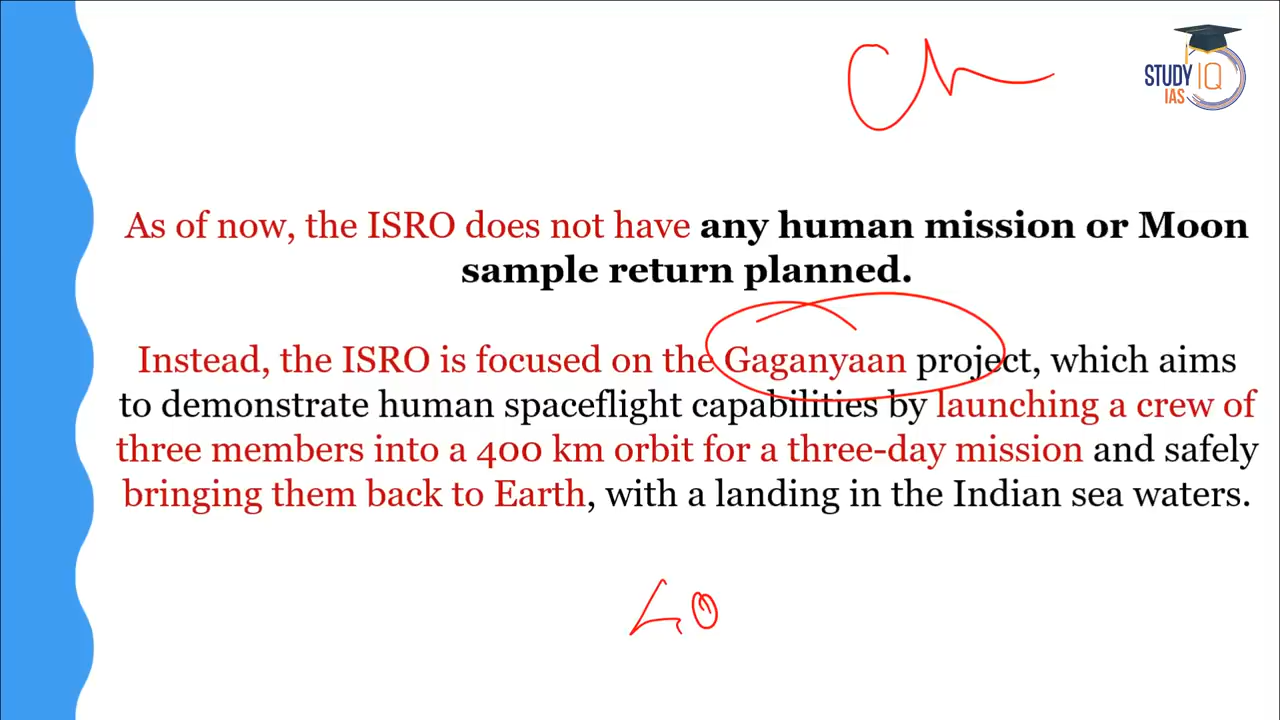 STUDY IQ
IAS
As of now, the ISRO does not have any human mission or Moon
sample return planned.
Instead, the ISRO is focused on the Gaganyaan project, which aims
to demonstrate human spaceflight capabilities by launching a crew of
three members into a 400 km orbit for a three-day mission and safely
bringing them back to Earth, with a landing in the Indian sea waters.